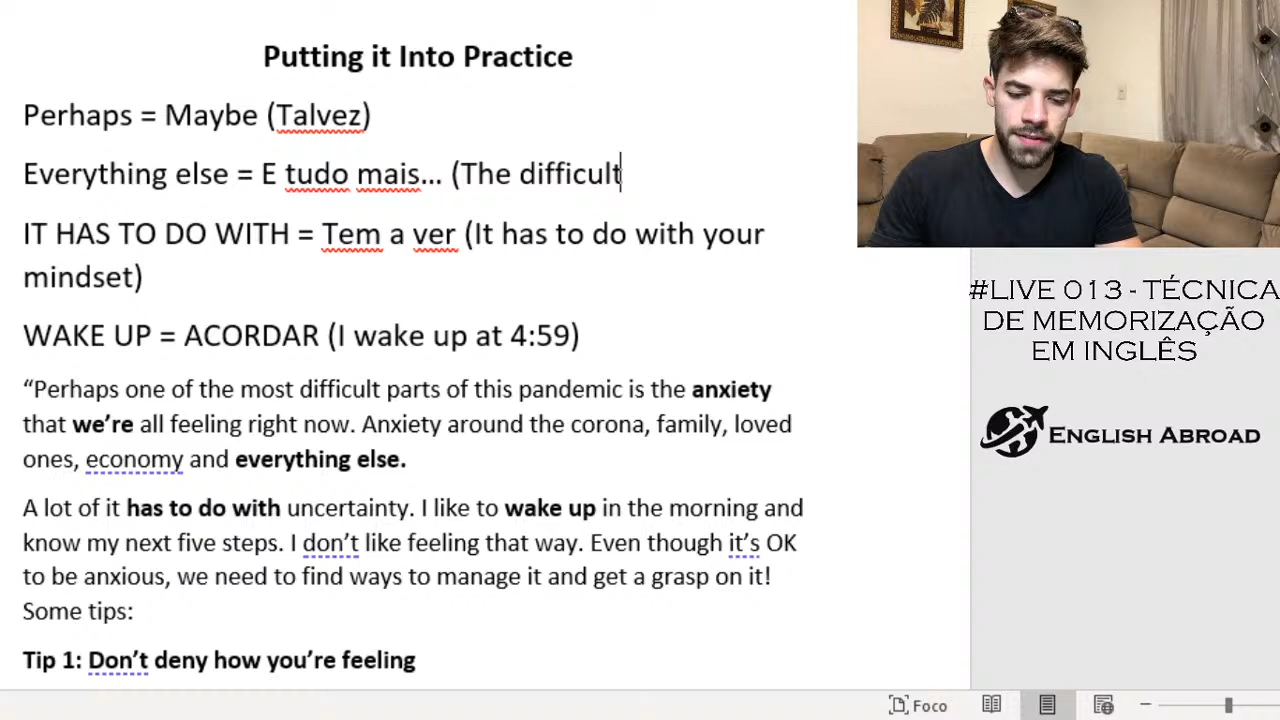 Putting it Into Practice
Perhaps = Maybe (Talvez)
Everything else = E tudo mais… (The difficult
IT HAS TO DO WITH = Tem a ver (It has to do with your
mindset)
WAKE UP = ACORDAR (I wake up at 4:59)
“Perhaps one of the most difficult parts of this pandemic is the anxiety
that we’re all feeling right now. Anxiety around the corona, family, loved
ones, economy and everything else.
A lot of it has to do with uncertainty. I like to wake up in the morning and
know my next five steps. I don’t like feeling that way. Even though it’s OK
to be anxious, we need to find ways to manage it and get a grasp on it!
Some tips:
Tip 1: Don’t deny how you’re feeling
#LIVE 013 - TÉCNICA
DE MEMORIZAÇÃO
EM INGLÊS
ENGLISH ABROAD
Foco